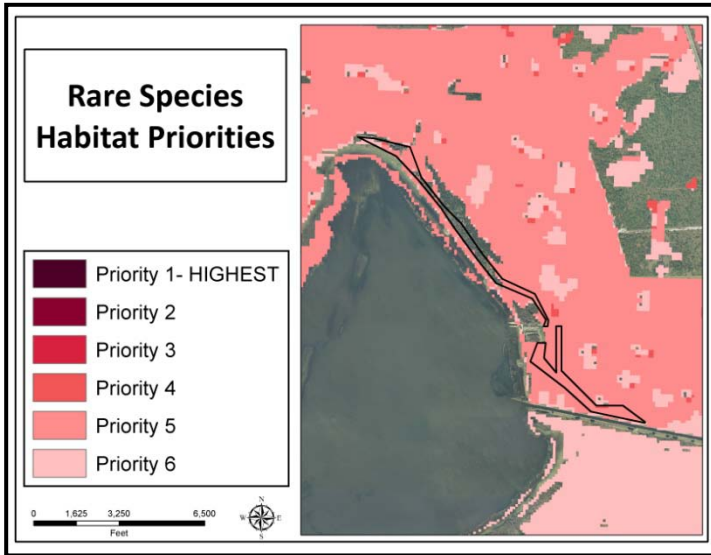 Rare Species
Habitat Priorities
Priority 1- HIGHEST
Priority 2
Priority 3
Priority 4
Priority 5
Priority 6
0 1,625 3,250 6,500
Feet
N
W E
S